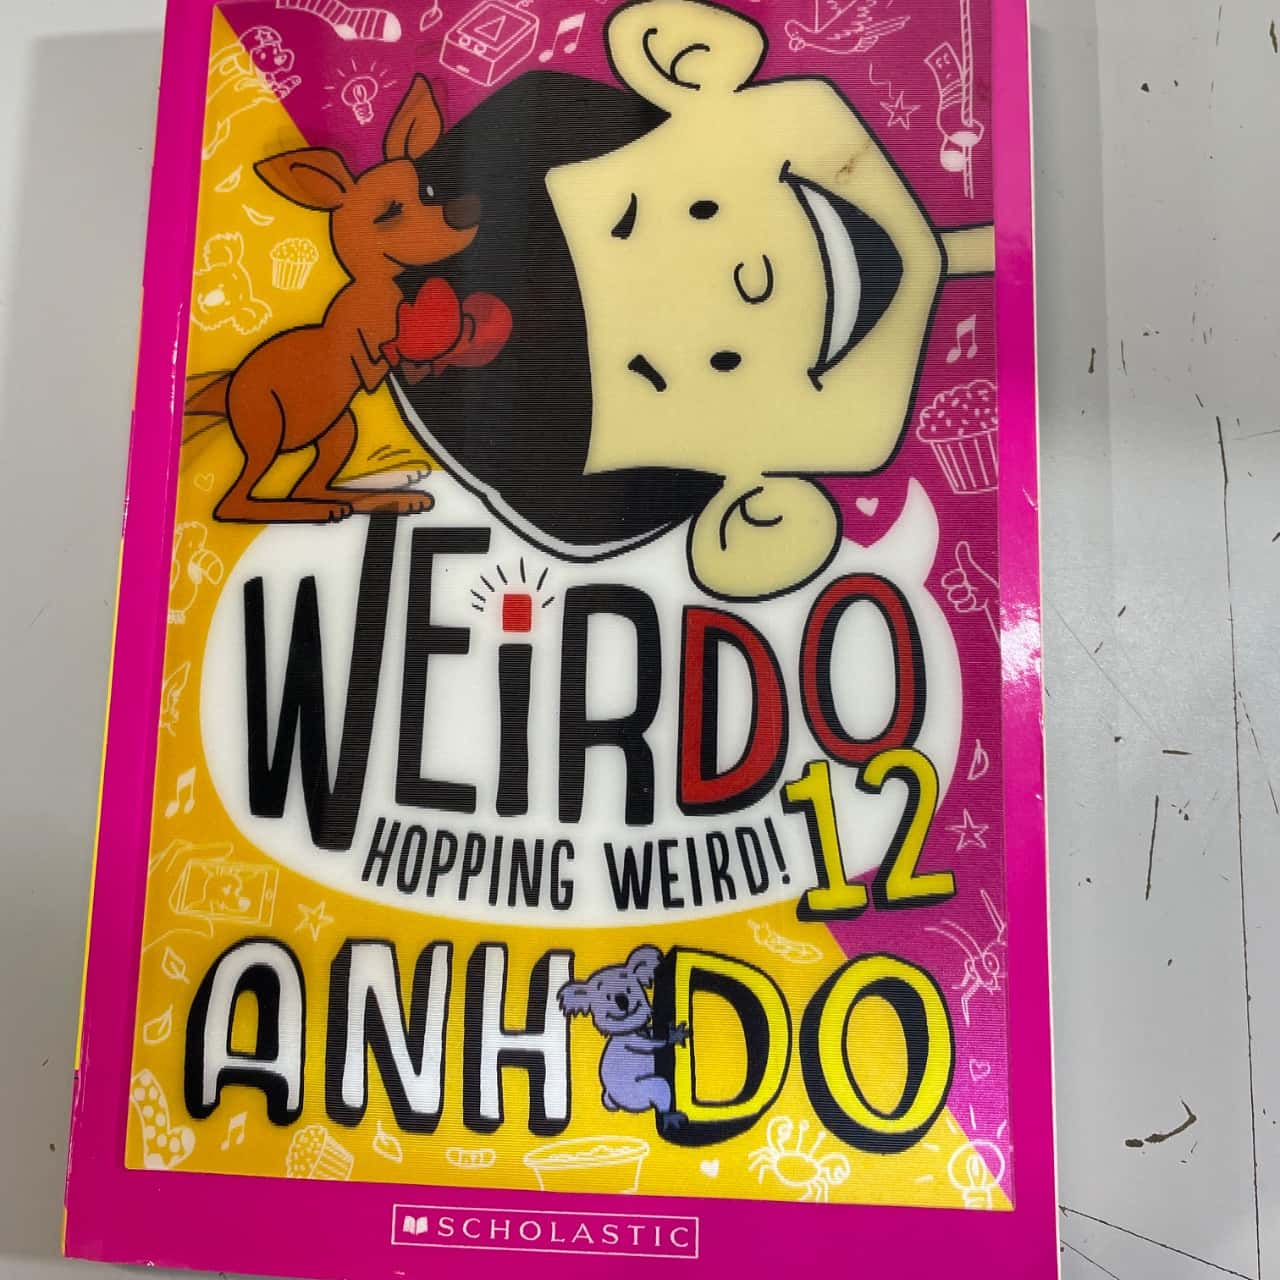 WEiRDO
12
HOPPING WEIRD!
ANH DO
SCHOLASTIC